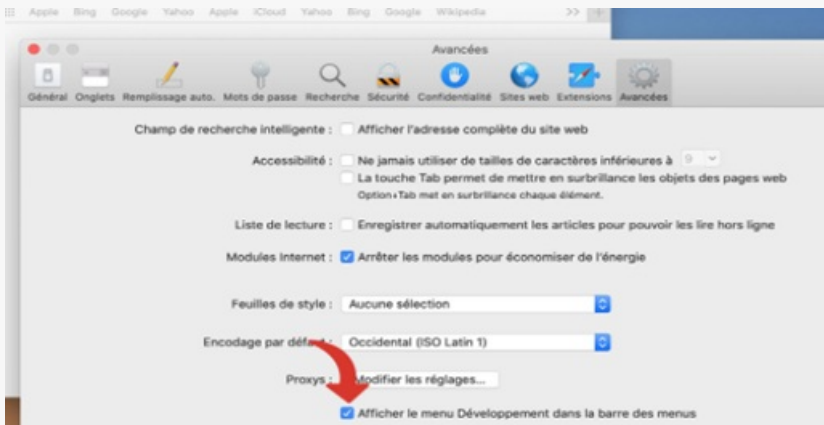 Apple Bing Google Yahoo Apple iCloud Yahoo Bing Google Wikipedia >> +
Avancées
Général Onglets Remplissage auto. Mots de passe Recherche Sécurité Confidentialité Sites web Extensions Avancées
Champ de recherche intelligente : Afficher l'adresse complète du site web
Accessibilité : Ne jamais utiliser de tailles de caractères inférieures à 9
La touche Tab permet de mettre en surbrillance les objets des pages web
Option+Tab met en surbrillance chaque élément.
Liste de lecture : Enregistrer automatiquement les articles pour pouvoir les lire hors ligne
Modules Internet : Arrêter les modules pour économiser de l'énergie
Feuilles de style : Aucune sélection
Encodage par défaut : Occidental (ISO Latin 1)
Proxys : Modifier les réglages...
Afficher le menu Développement dans la barre des menus